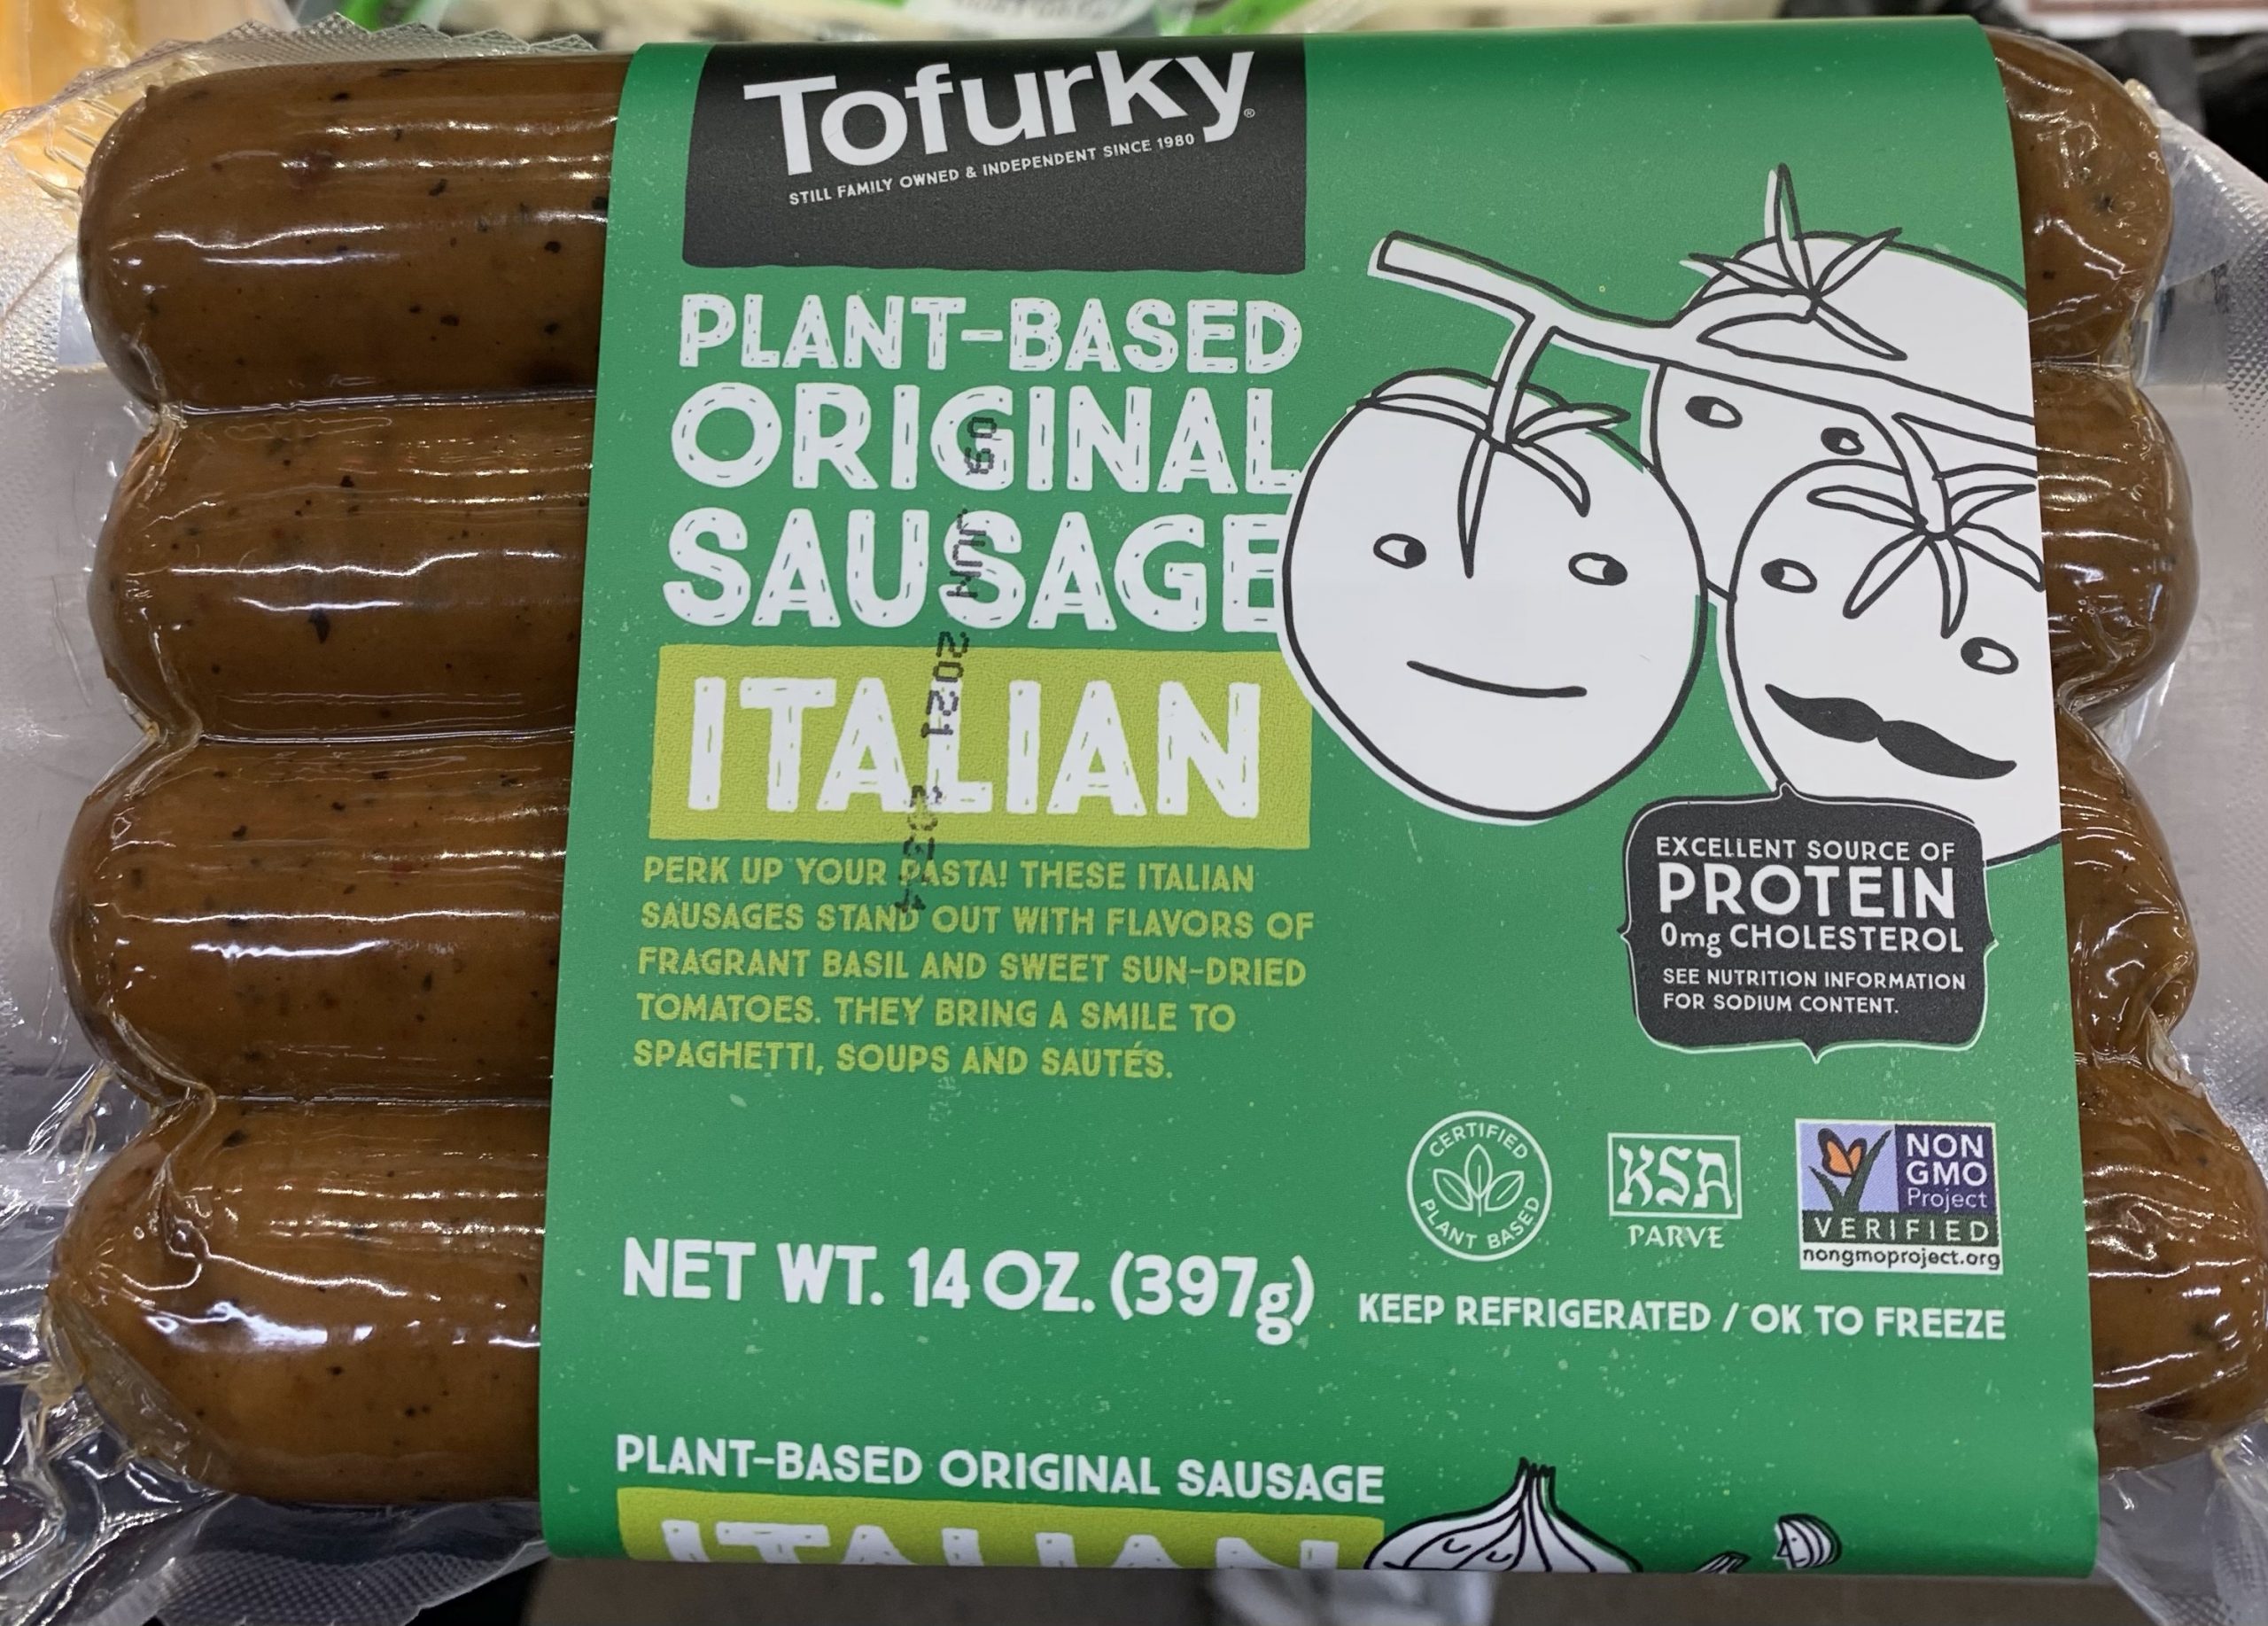 Tofurky®
STILL FAMILY OWNED & INDEPENDENT SINCE 1980
PLANT-BASED
ORIGINAL
SAUSAGE
ITALIAN
09 JUN 2021
PERK UP YOUR PASTA! THESE ITALIAN
SAUSAGES STAND OUT WITH FLAVORS OF
FRAGRANT BASIL AND SWEET SUN-DRIED
TOMATOES. THEY BRING A SMILE TO
SPAGHETTI, SOUPS AND SAUTÉS.
EXCELLENT SOURCE OF
PROTEIN
0mg CHOLESTEROL
SEE NUTRITION INFORMATION
FOR SODIUM CONTENT.
CERTIFIED
PLANT BASED
KSA
PARVE
NON
GMO
Project
VERIFIED
nongmoproject.org
NET WT. 14 OZ. (397g)
KEEP REFRIGERATED / OK TO FREEZE
PLANT-BASED ORIGINAL SAUSAGE
ITALIAN